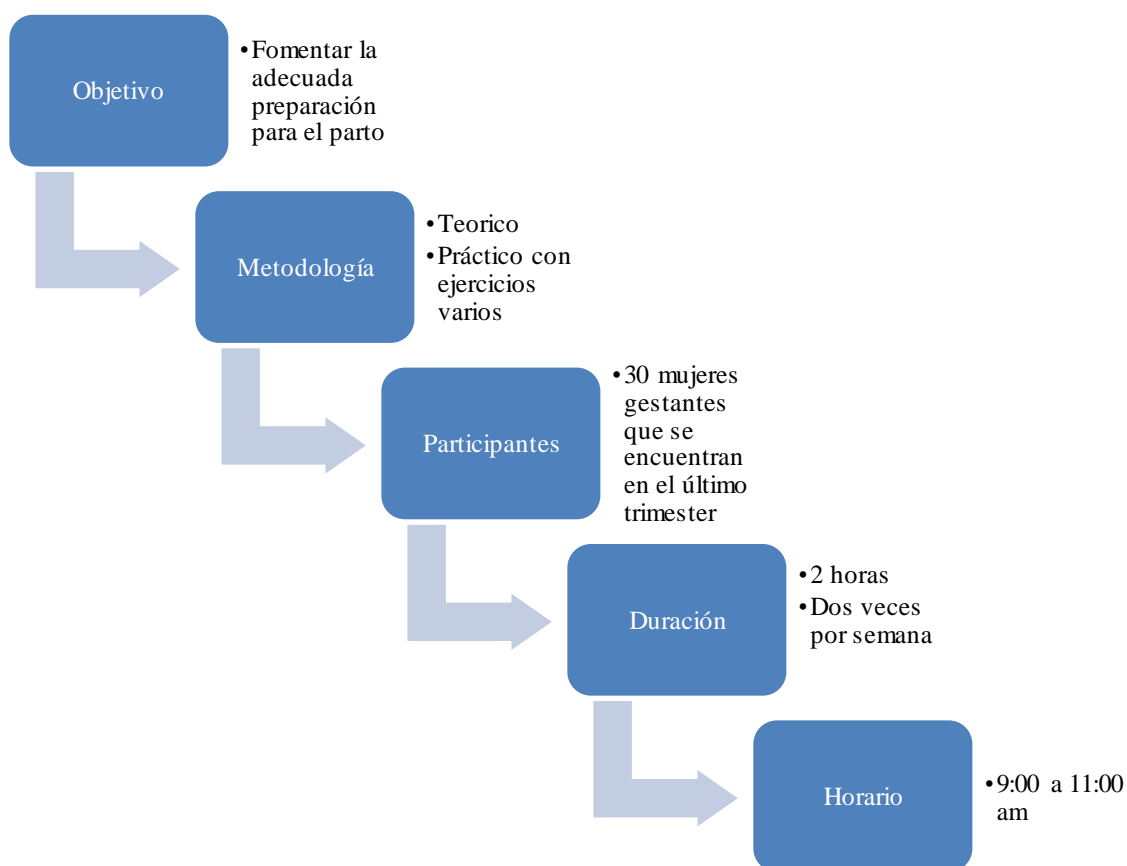 Objetivo
•Fomentar la
adecuada
preparación
para el parto
Metodología
•Teorico
•Práctico con
ejercicios
varios
Participantes
•30 mujeres
gestantes
que se
encuentran
en el último
trimester
Duración
•2 horas
•Dos veces
por semana
Horario
•9:00 a 11:00
am